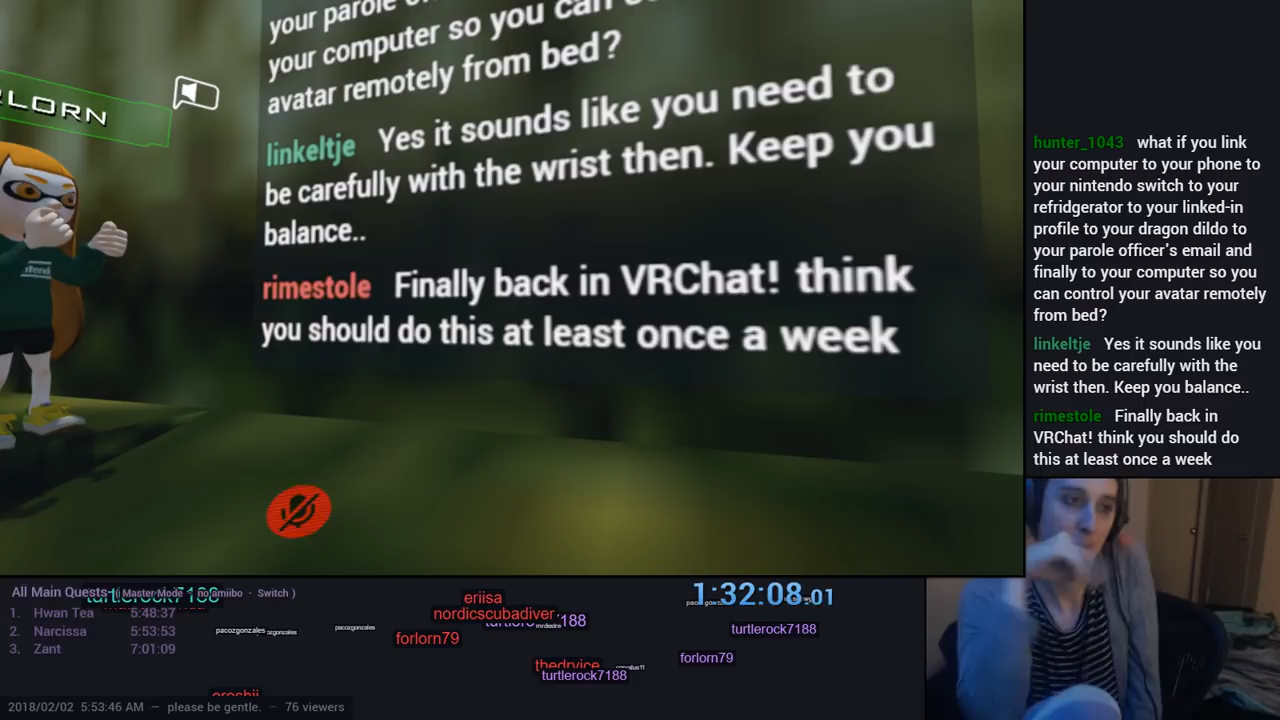 your parole
your computer so you can
avatar remotely from bed?
linkeltje Yes it sounds like you need to
be carefully with the wrist then. Keep you
balance..
rimestole Finally back in VRChat! think
you should do this at least once a week
RLORN
hunter_1043 what if you link
your computer to your phone to
your nintendo switch to your
refridgerator to your linked-in
profile to your dragon dildo to
your parole officer's email and
finally to your computer so you
can control your avatar remotely
from bed?
linkeltje Yes it sounds like you
need to be carefully with the
wrist then. Keep you balance..
rimestole Finally back in
VRChat! think you should do
this at least once a week
All Main Quests ( Master Mode - no amiibo - Switch )
turtlerock7188
1. Hwan Tea 5:48:37
2. Narcissa 5:53:53
3. Zant 7:01:09
pacozgonzales
pacozgonzales
eriisa
nordicscubadiver
188
forlorn79
thedrvice
turtlerock7188
1:32:08.01
turtlerock7188
forlorn79
2018/02/02 5:53:46 AM — please be gentle. — 76 viewers